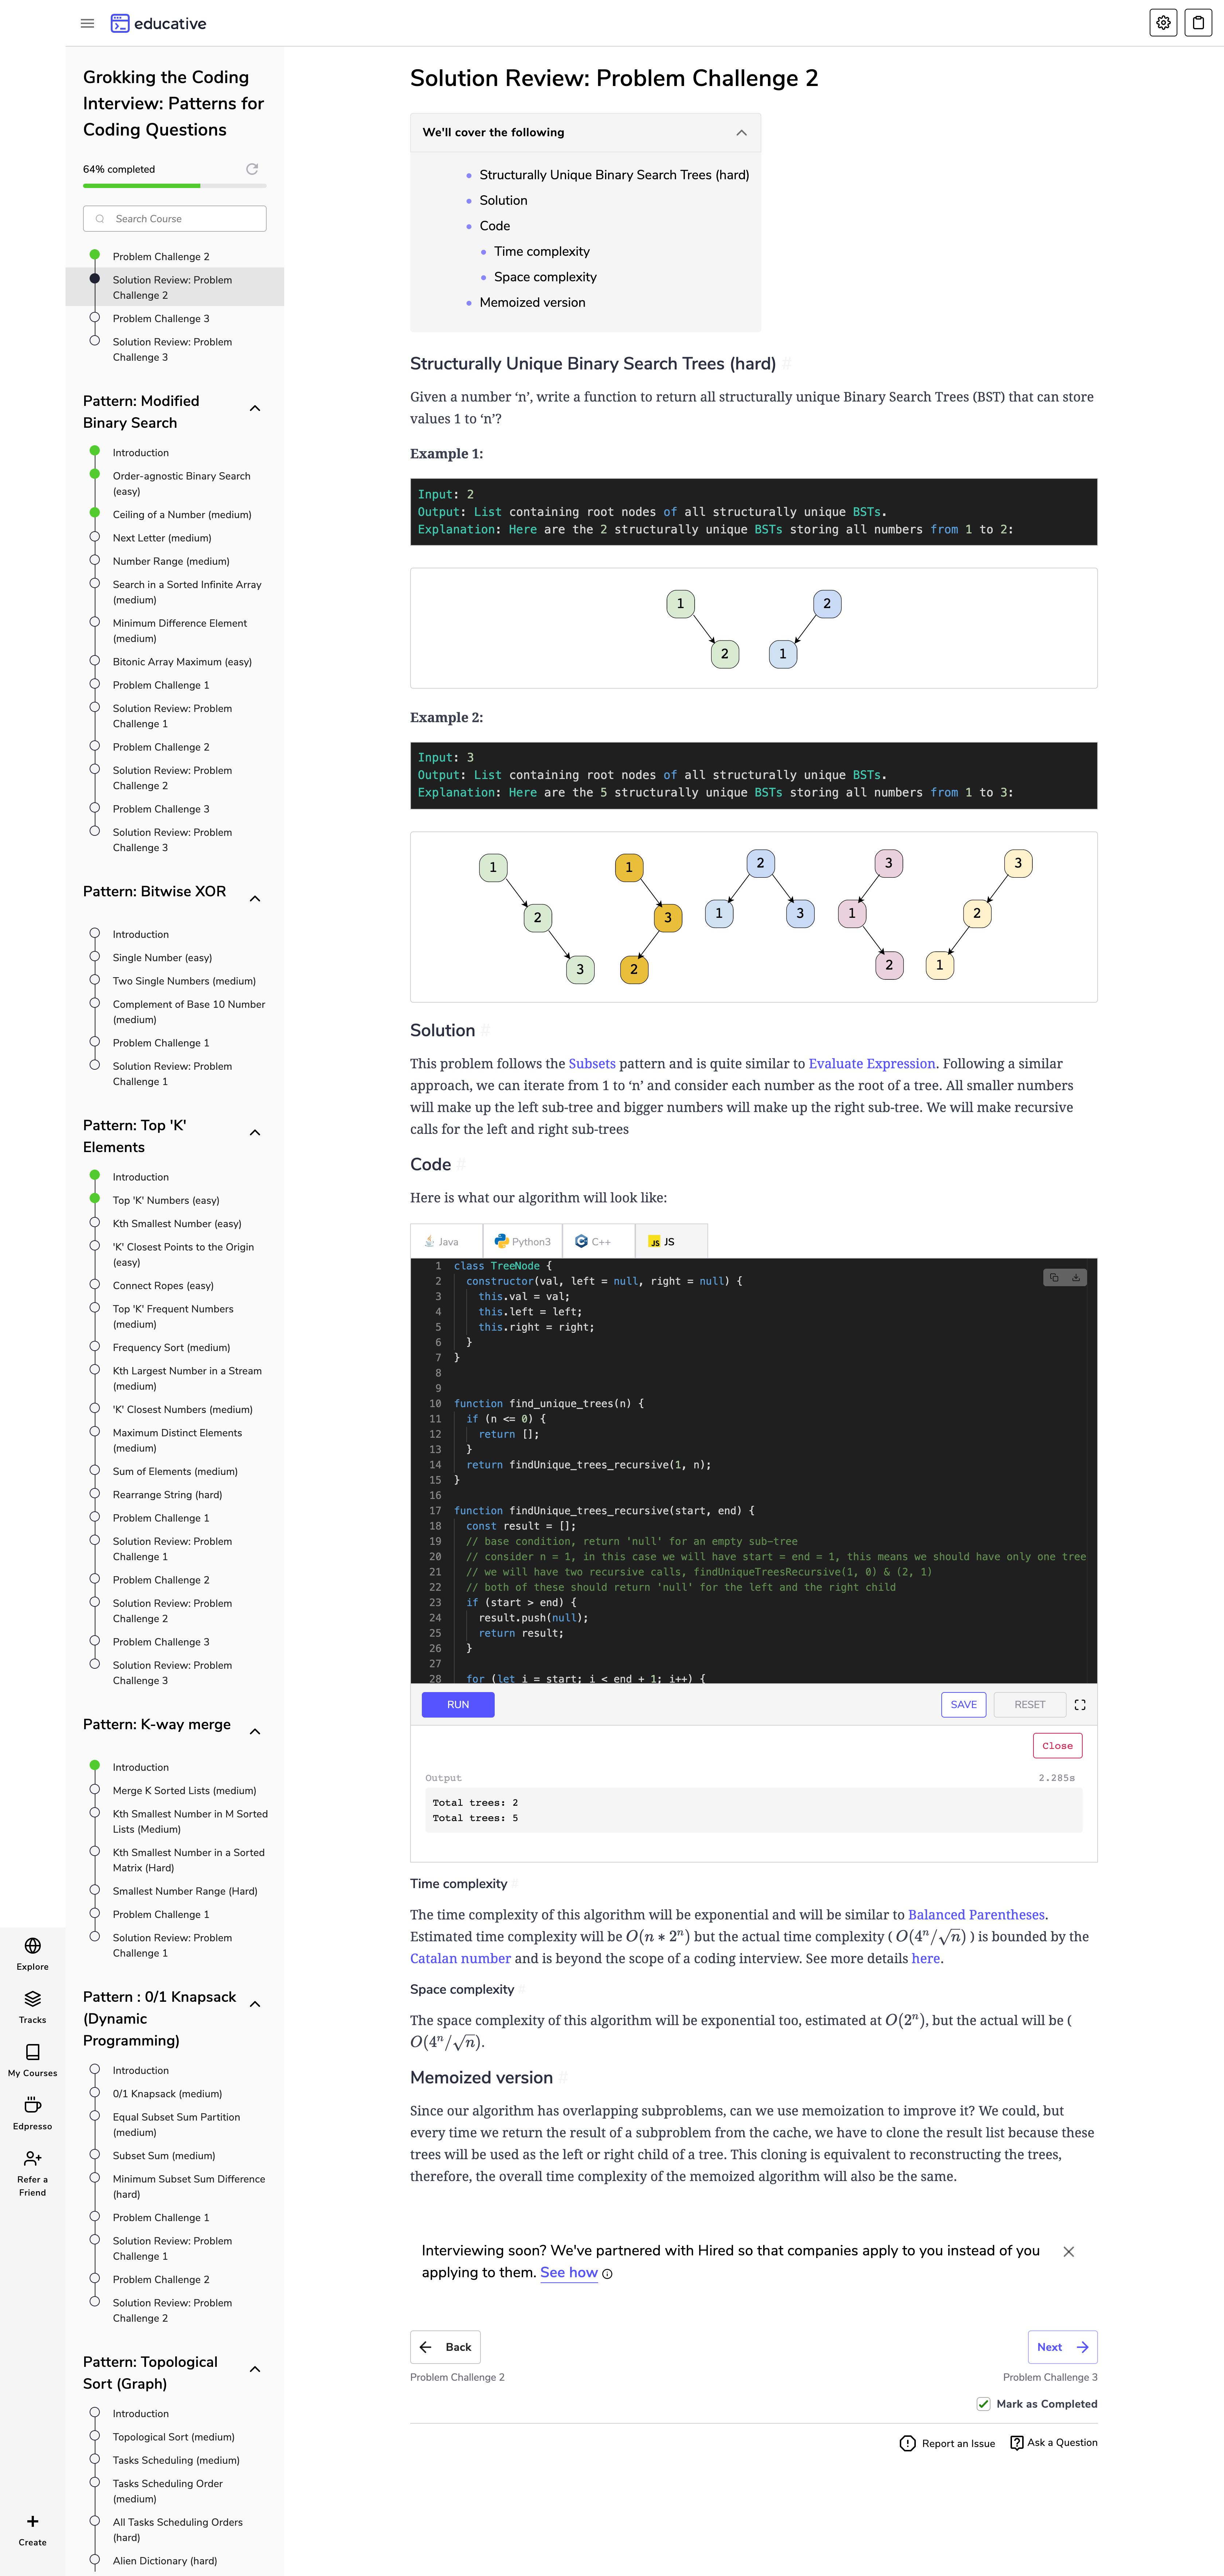 educative
Grokking the Coding
Interview: Patterns for
Coding Questions
64% completed
Search Course
Problem Challenge 2
Solution Review: Problem
Challenge 2
Problem Challenge 3
Solution Review: Problem
Challenge 3
Pattern: Modified
Binary Search
Introduction
Order-agnostic Binary Search
(easy)
Ceiling of a Number (medium)
Next Letter (medium)
Number Range (medium)
Search in a Sorted Infinite Array
(medium)
Minimum Difference Element
(medium)
Bitonic Array Maximum (easy)
Problem Challenge 1
Solution Review: Problem
Challenge 1
Problem Challenge 2
Solution Review: Problem
Challenge 2
Problem Challenge 3
Solution Review: Problem
Challenge 3
Pattern: Bitwise XOR
Introduction
Single Number (easy)
Two Single Numbers (medium)
Complement of Base 10 Number
(medium)
Problem Challenge 1
Solution Review: Problem
Challenge 1
Pattern: Top 'K'
Elements
Introduction
Top 'K' Numbers (easy)
Kth Smallest Number (easy)
'K' Closest Points to the Origin
(easy)
Connect Ropes (easy)
Top 'K' Frequent Numbers
(medium)
Frequency Sort (medium)
Kth Largest Number in a Stream
(medium)
'K' Closest Numbers (medium)
Maximum Distinct Elements
(medium)
Sum of Elements (medium)
Rearrange String (hard)
Problem Challenge 1
Solution Review: Problem
Challenge 1
Problem Challenge 2
Solution Review: Problem
Challenge 2
Problem Challenge 3
Solution Review: Problem
Challenge 3
Pattern: K-way merge
Introduction
Merge K Sorted Lists (medium)
Kth Smallest Number in M Sorted
Lists (Medium)
Kth Smallest Number in a Sorted
Matrix (Hard)
Smallest Number Range (Hard)
Problem Challenge 1
Solution Review: Problem
Challenge 1
Pattern : 0/1 Knapsack
(Dynamic
Programming)
Introduction
0/1 Knapsack (medium)
Equal Subset Sum Partition
(medium)
Subset Sum (medium)
Minimum Subset Sum Difference
(hard)
Problem Challenge 1
Solution Review: Problem
Challenge 1
Problem Challenge 2
Solution Review: Problem
Challenge 2
Pattern: Topological
Sort (Graph)
Introduction
Topological Sort (medium)
Tasks Scheduling (medium)
Tasks Scheduling Order
(medium)
All Tasks Scheduling Orders
(hard)
Alien Dictionary (hard)
Explore
Tracks
My Courses
Edpresso
Refer a
Friend
Create
Solution Review: Problem Challenge 2
We'll cover the following
Structurally Unique Binary Search Trees (hard)
Solution
Code
Time complexity
Space complexity
Memoized version
Structurally Unique Binary Search Trees (hard) #
Given a number ‘n’, write a function to return all structurally unique Binary Search Trees (BST) that can store
values 1 to ‘n’?
Example 1:
Input: 2
Output: List containing root nodes of all structurally unique BSTs.
Explanation: Here are the 2 structurally unique BSTs storing all numbers from 1 to 2:
1 2
2 1
Example 2:
Input: 3
Output: List containing root nodes of all structurally unique BSTs.
Explanation: Here are the 5 structurally unique BSTs storing all numbers from 1 to 3:
1 1 2 3 3
2 3 1 3 1 2
3 2 2 1
Solution #
This problem follows the Subsets pattern and is quite similar to Evaluate Expression. Following a similar
approach, we can iterate from 1 to ‘n’ and consider each number as the root of a tree. All smaller numbers
will make up the left sub-tree and bigger numbers will make up the right sub-tree. We will make recursive
calls for the left and right sub-trees
Code #
Here is what our algorithm will look like:
Java Python3 C++ JS JS
1 class TreeNode {
2 constructor(val, left = null, right = null) {
3 this.val = val;
4 this.left = left;
5 this.right = right;
6 }
7 }
8
9
10 function find_unique_trees(n) {
11 if (n <= 0) {
12 return [];
13 }
14 return findUnique_trees_recursive(1, n);
15 }
16
17 function findUnique_trees_recursive(start, end) {
18 const result = [];
19 // base condition, return 'null' for an empty sub-tree
20 // consider n = 1, in this case we will have start = end = 1, this means we should have only one tree
21 // we will have two recursive calls, findUniqueTreesRecursive(1, 0) & (2, 1)
22 // both of these should return 'null' for the left and the right child
23 if (start > end) {
24 result.push(null);
25 return result;
26 }
27
28 for (let i = start; i < end + 1; i++) {
RUN SAVE RESET
Close
Output 2.285s
Total trees: 2
Total trees: 5
Time complexity #
The time complexity of this algorithm will be exponential and will be similar to Balanced Parentheses.
Estimated time complexity will be O(n ∗ 2ⁿ) but the actual time complexity ( O(4ⁿ/√n) ) is bounded by the
Catalan number and is beyond the scope of a coding interview. See more details here.
Space complexity #
The space complexity of this algorithm will be exponential too, estimated at O(2ⁿ), but the actual will be (
O(4ⁿ/√n).
Memoized version #
Since our algorithm has overlapping subproblems, can we use memoization to improve it? We could, but
every time we return the result of a subproblem from the cache, we have to clone the result list because these
trees will be used as the left or right child of a tree. This cloning is equivalent to reconstructing the trees,
therefore, the overall time complexity of the memoized algorithm will also be the same.
Interviewing soon? We've partnered with Hired so that companies apply to you instead of you
applying to them. See how
Back Next
Problem Challenge 2 Problem Challenge 3
Mark as Completed
Report an Issue Ask a Question